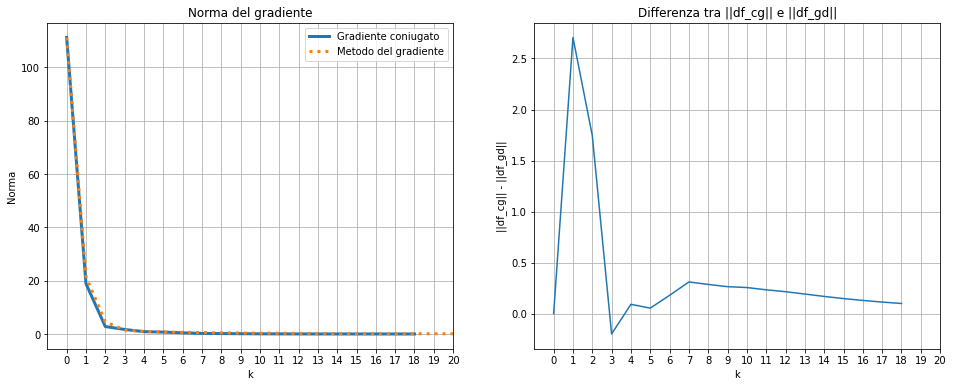 Norma del gradiente
Norma
100
80
60
40
20
0
Gradiente coniugato
Metodo del gradiente
0 1 2 3 4 5 6 7 8 9 10 11 12 13 14 15 16 17 18 19 20
k
Differenza tra ||df_cg|| e ||df_gd||
||df_cg|| - ||df_gd||
2.5
2.0
1.5
1.0
0.5
0.0
0 1 2 3 4 5 6 7 8 9 10 11 12 13 14 15 16 17 18 20
k